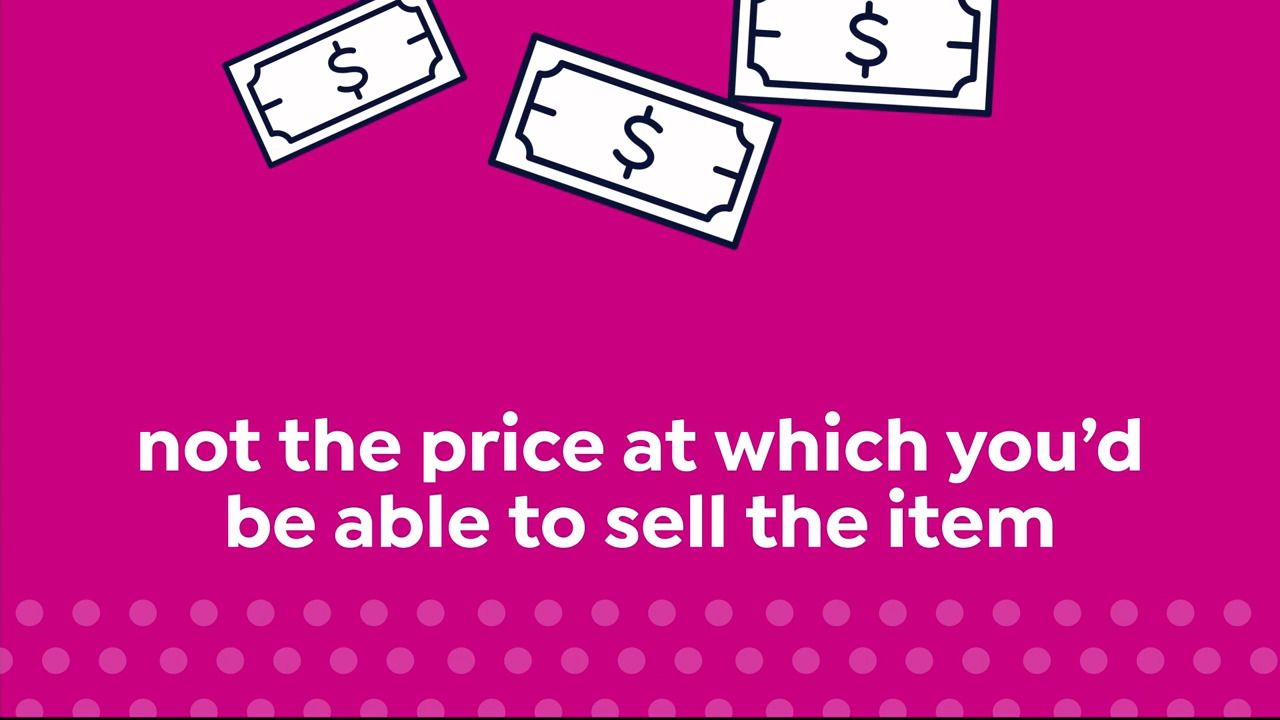 $
$
$
not the price at which you’d
be able to sell the item